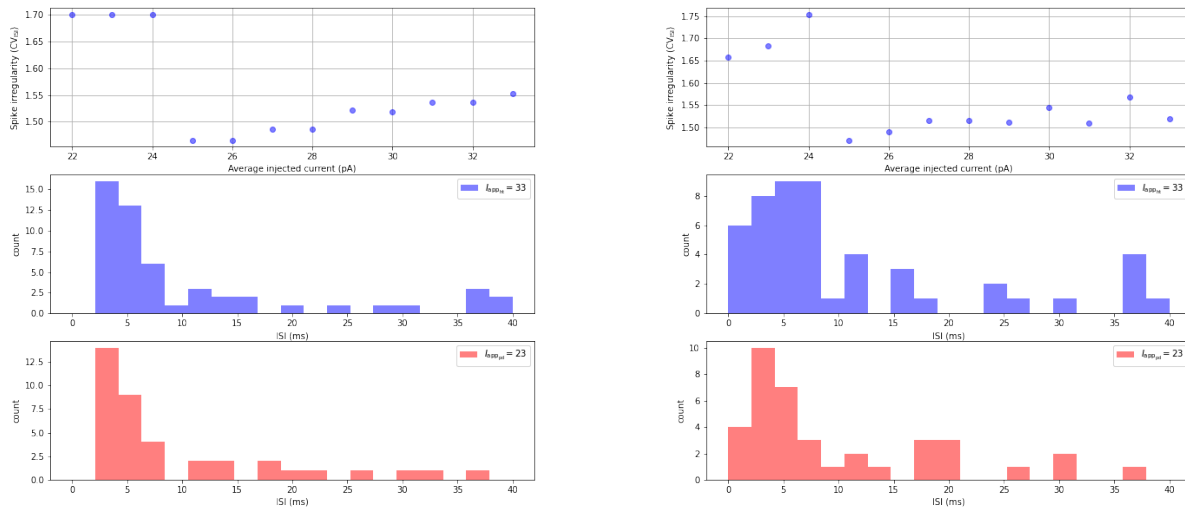 1.70
1.65
1.60
1.55
1.50
Spike irregularity (CV_ISI)
22 24 26 28 30 32
Average injected current (pA)
15.0
12.5
10.0
7.5
5.0
2.5
0.0
count
I_app_hi = 33
0 5 10 15 20 25 30 35 40
ISI (ms)
12.5
10.0
7.5
5.0
2.5
0.0
count
I_app_pd = 23
0 5 10 15 20 25 30 35 40
ISI (ms)
1.75
1.70
1.65
1.60
1.55
1.50
Spike irregularity (CV_ISI)
22 24 26 28 30 32
Average injected current (pA)
8
6
4
2
0
count
I_app_hi = 33
0 5 10 15 20 25 30 35 40
ISI (ms)
10
8
6
4
2
0
count
I_app_pd = 23
0 5 10 15 20 25 30 35 40
ISI (ms)